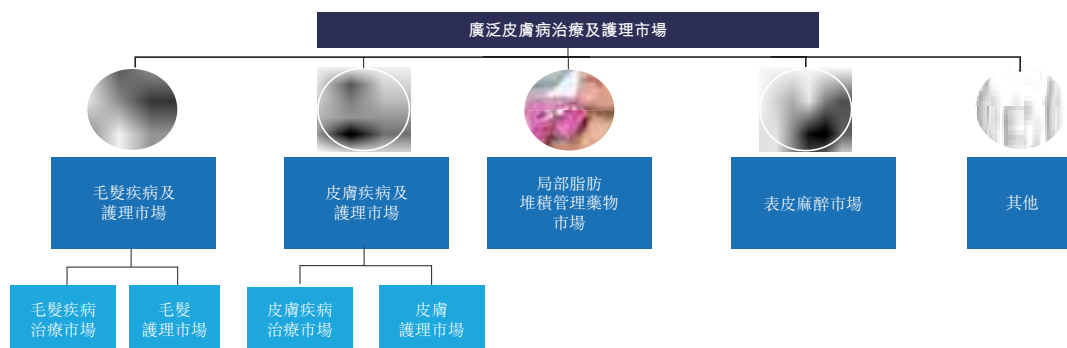 廣泛皮膚病治療及護理市場
毛髮疾病及
護理市場
皮膚疾病及
護理市場
局部脂肪
堆積管理藥物
市場
表皮麻醉市場
其他
毛髮疾病
治療市場
毛髮
護理市場
皮膚疾病
治療市場
皮膚
護理市場